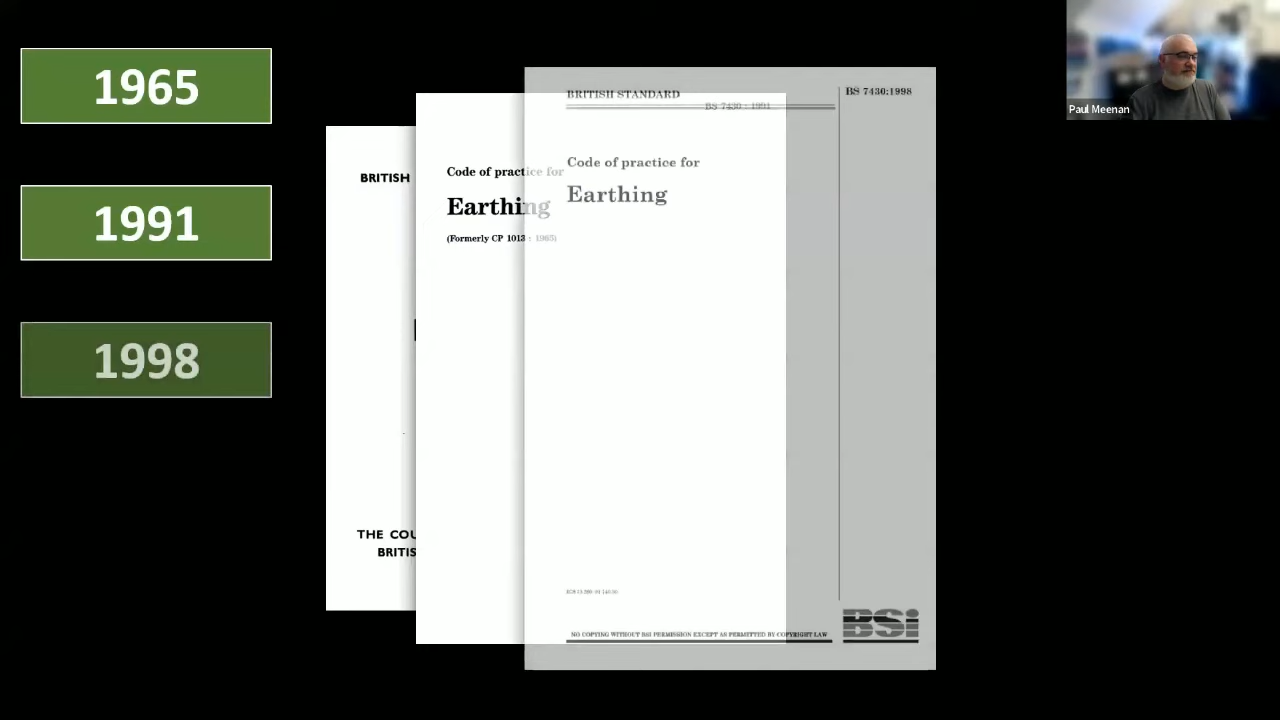 1965
1991
1998
BRITISH
THE COU
BRITIS
BS 7430 : 1991
Code of practice for
Earthing
(Formerly CP 1013 : 1965)
BRITISH STANDARD
BS 7430:1998
Code of practice for
Earthing
NO COPYING WITHOUT BSI PERMISSION EXCEPT AS PERMITTED BY COPYRIGHT LAW
BSi
Paul Meenan